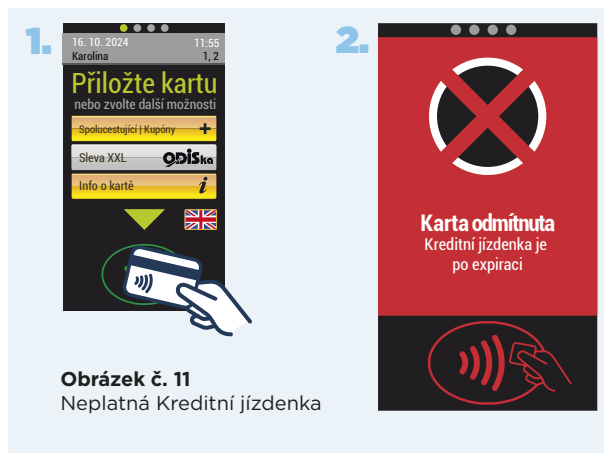 1.
16. 10. 2024 11:55
Karolina 1, 2
Přiložte kartu
nebo zvolte další možnosti
Spolucestující | Kupóny +
Sleva XXL ODISka
Info o kartě i
2.
Karta odmítnuta
Kreditní jízdenka je
po expiraci
Obrázek č. 11
Neplatná Kreditní jízdenka